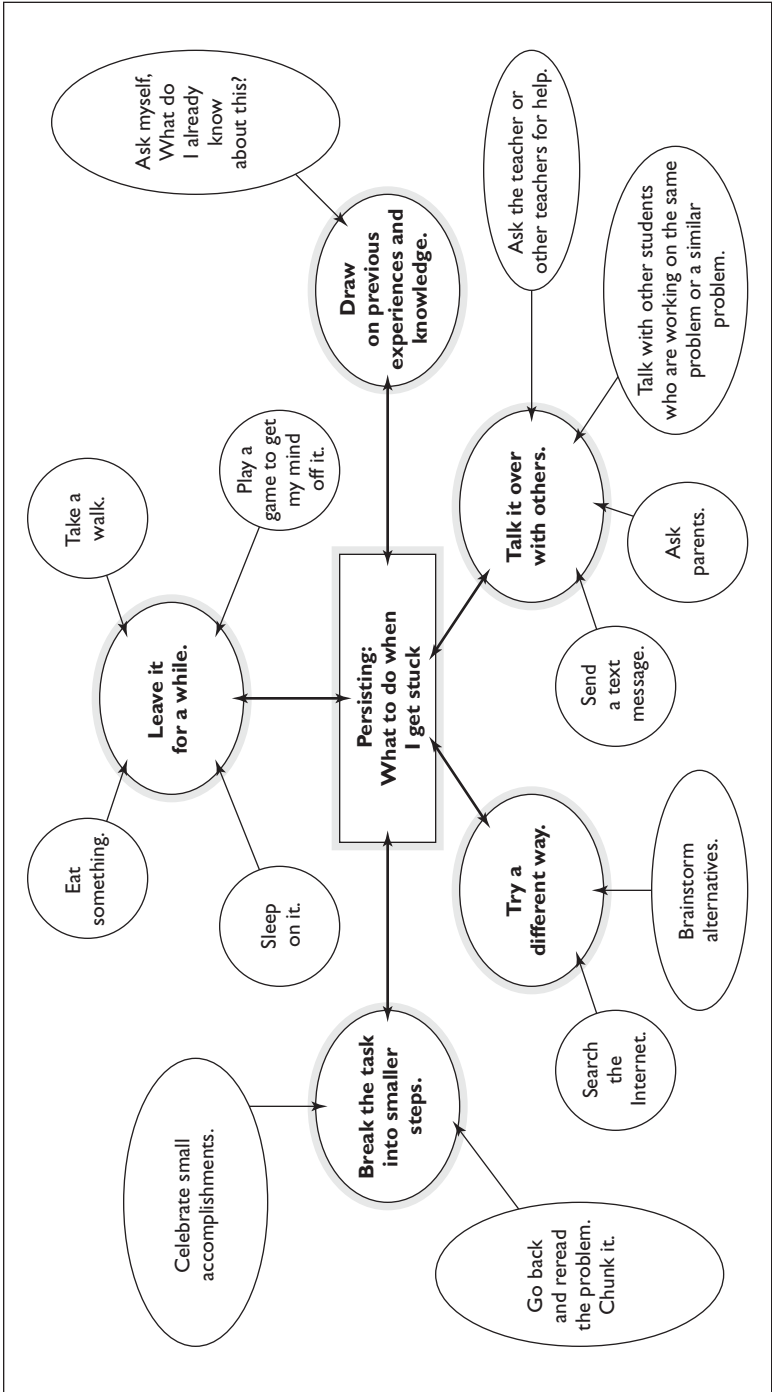 Eat
something.
Take a
walk.
Leave it
for a while.
Sleep
on it.
Play a
game to get
my mind
off it.
Celebrate small
accomplishments.
Ask myself,
What do
I already
know
about this?
Break the task
into smaller
steps.
Persisting:
What to do when
I get stuck
Draw
on previous
experiences and
knowledge.
Go back
and reread
the problem.
Chunk it.
Try a
different way.
Search
the
Internet.
Brainstorm
alternatives.
Talk it over
with others.
Send
a text
message.
Ask
parents.
Ask the teacher or
other teachers for help.
Talk with other students
who are working on the same
problem or a similar
problem.